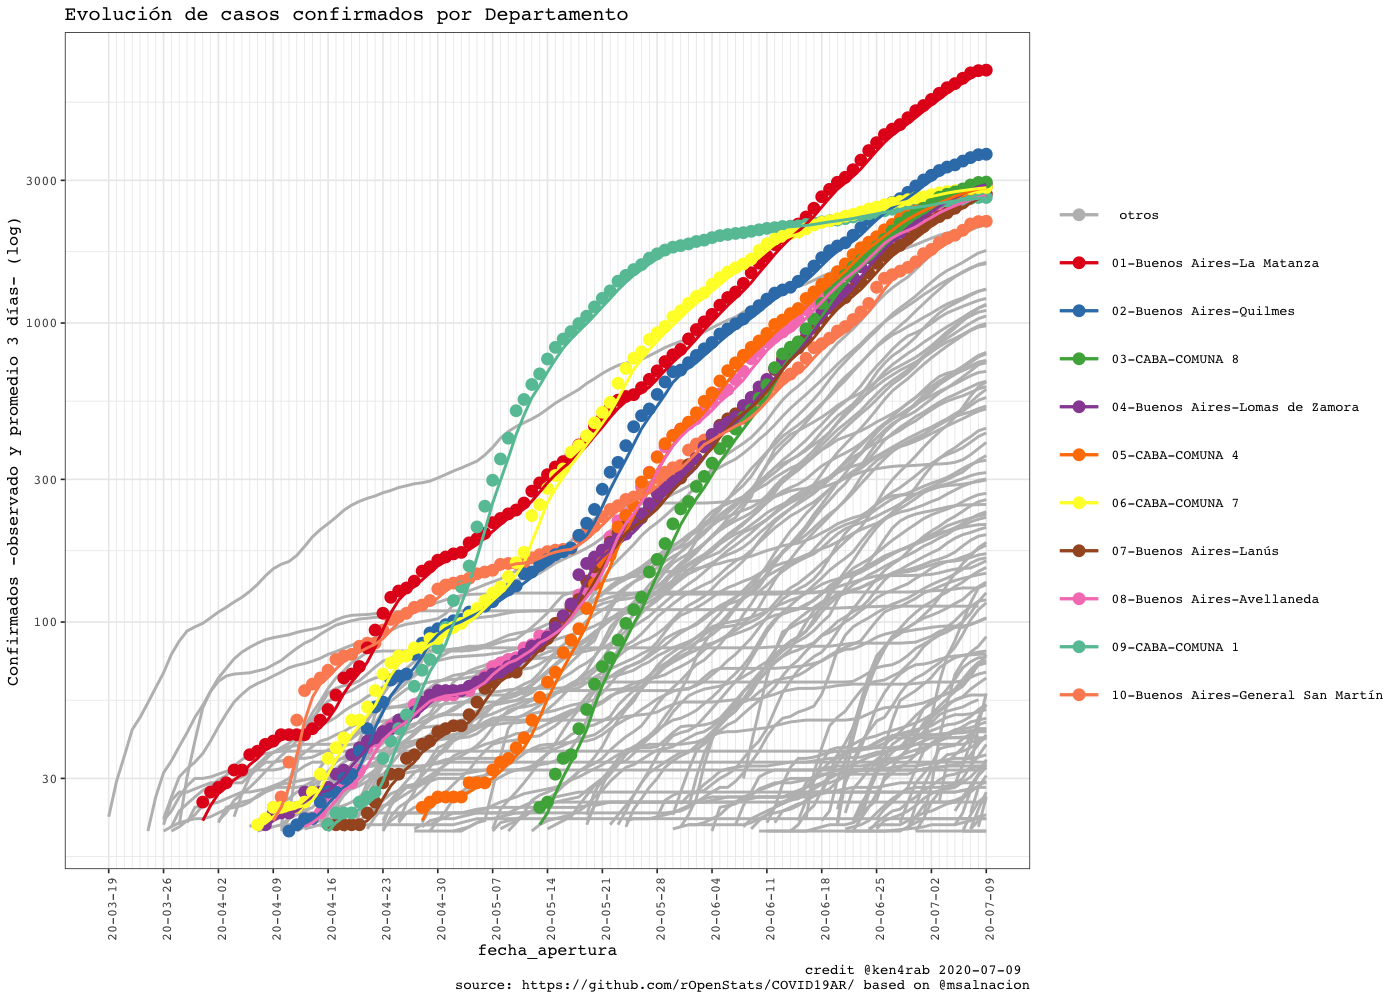 Evolución de casos confirmados por Departamento
Confirmados -observado y promedio 3 días- (log)
3000
1000
300
100
30
20-03-19
20-03-26
20-04-02
20-04-09
20-04-16
20-04-23
20-04-30
20-05-07
20-05-14
20-05-21
20-05-28
20-06-04
20-06-11
20-06-18
20-06-25
20-07-02
20-07-09
fecha_apertura
otros
01-Buenos Aires-La Matanza
02-Buenos Aires-Quilmes
03-CABA-COMUNA 8
04-Buenos Aires-Lomas de Zamora
05-CABA-COMUNA 4
06-CABA-COMUNA 7
07-Buenos Aires-Lanús
08-Buenos Aires-Avellaneda
09-CABA-COMUNA 1
10-Buenos Aires-General San Martín
credit @ken4rab 2020-07-09
source: https://github.com/rOpenStats/COVID19AR/ based on @msalnacion